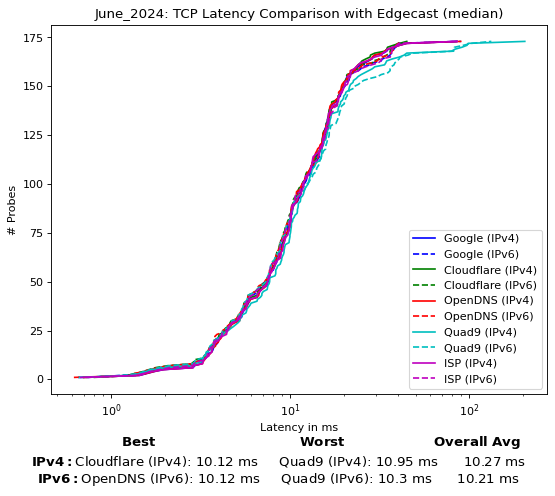 June_2024: TCP Latency Comparison with Edgecast (median)
175
150
125
100
75
50
25
0
# Probes
Google (IPv4)
Google (IPv6)
Cloudflare (IPv4)
Cloudflare (IPv6)
OpenDNS (IPv4)
OpenDNS (IPv6)
Quad9 (IPv4)
Quad9 (IPv6)
ISP (IPv4)
ISP (IPv6)
10⁰ 10¹ 10²
Latency in ms
Best Worst Overall Avg
IPv4: Cloudflare (IPv4): 10.12 ms Quad9 (IPv4): 10.95 ms 10.27 ms
IPv6: OpenDNS (IPv6): 10.12 ms Quad9 (IPv6): 10.3 ms 10.21 ms